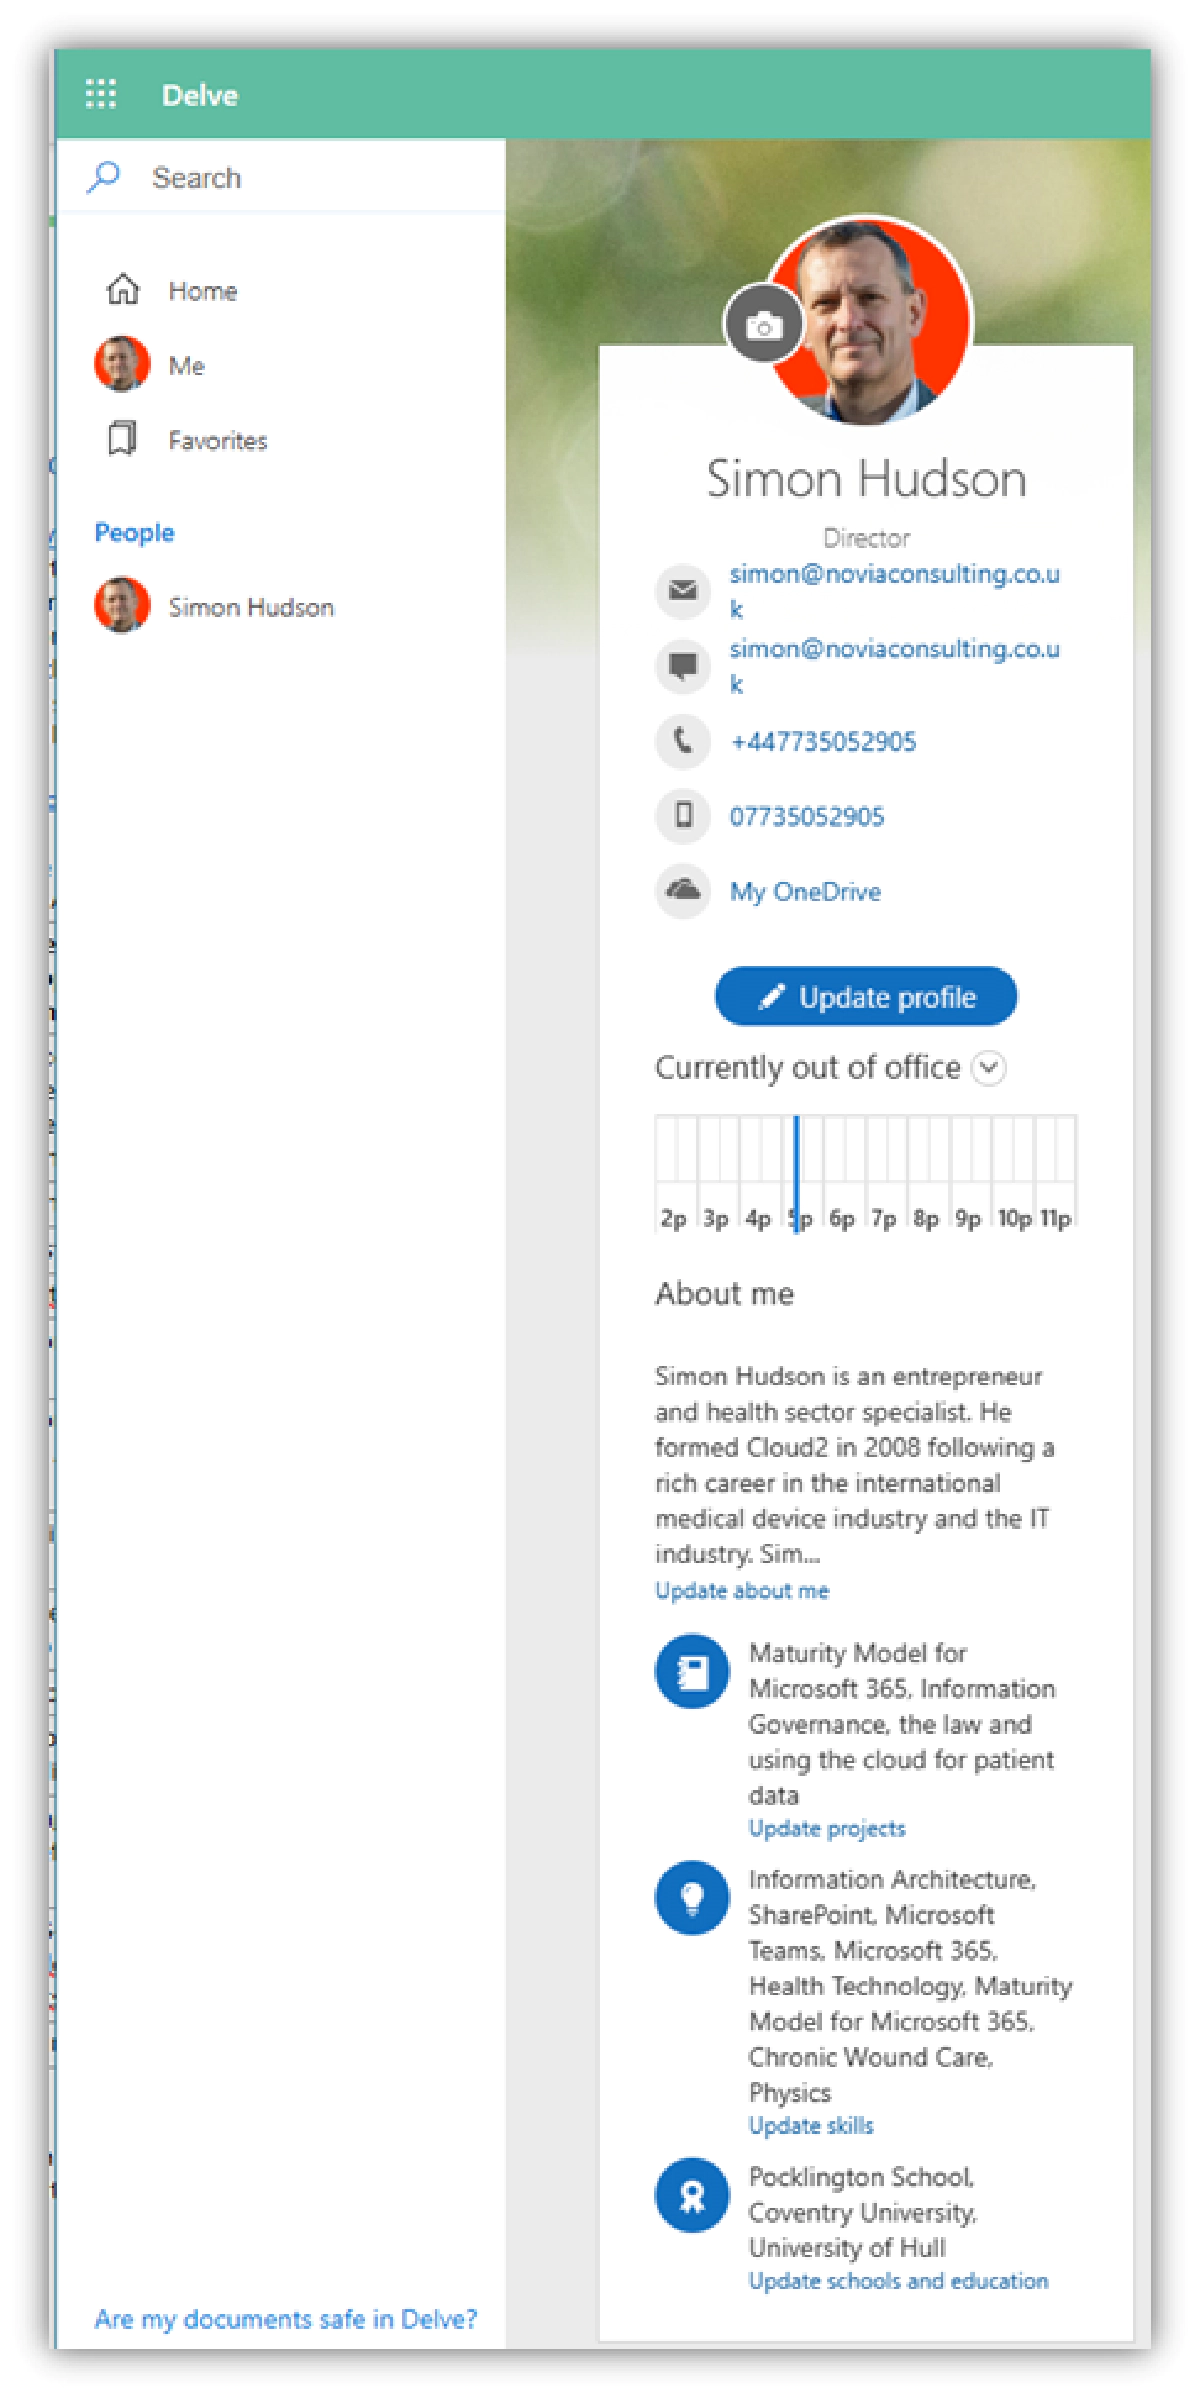 Delve
Search
Home
Me
Favorites
People
Simon Hudson
Are my documents safe in Delve?
Simon Hudson
Director
simon@noviaconsulting.co.u
k
simon@noviaconsulting.co.u
k
+447735052905
07735052905
My OneDrive
Update profile
Currently out of office
2p 3p 4p 5p 6p 7p 8p 9p 10p 11p
About me
Simon Hudson is an entrepreneur
and health sector specialist. He
formed Cloud2 in 2008 following a
rich career in the international
medical device industry and the IT
industry. Sim...
Update about me
Maturity Model for
Microsoft 365, Information
Governance, the law and
using the cloud for patient
data
Update projects
Information Architecture,
SharePoint, Microsoft
Teams, Microsoft 365,
Health Technology, Maturity
Model for Microsoft 365,
Chronic Wound Care,
Physics
Update skills
Pocklington School,
Coventry University,
University of Hull
Update schools and education